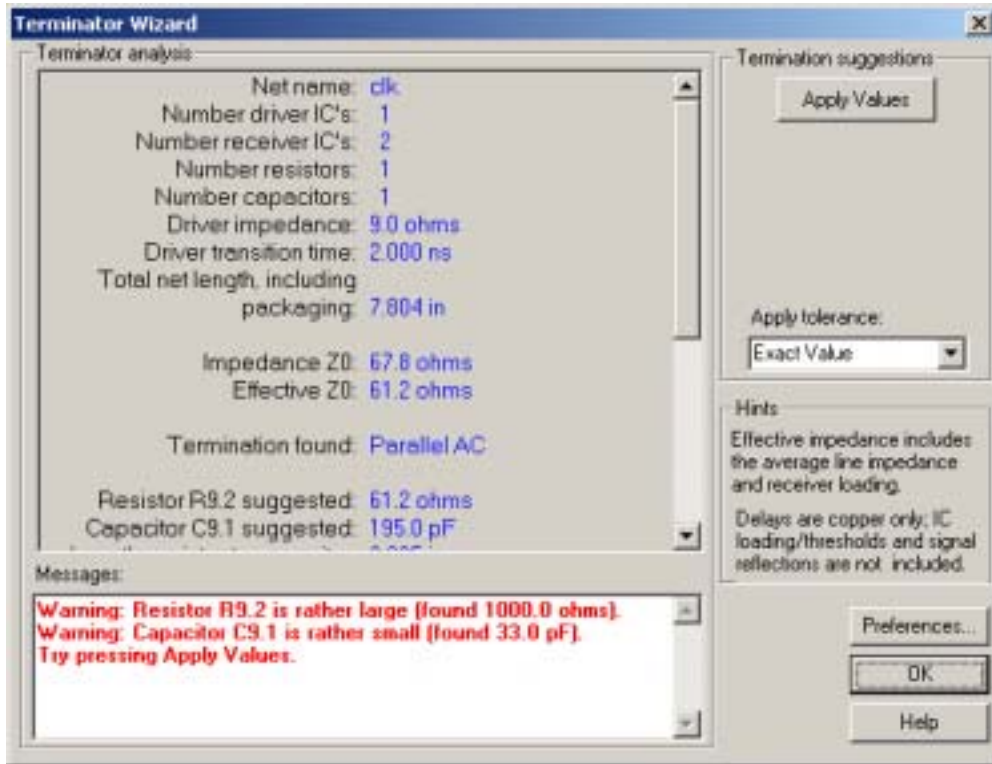 Terminator Wizard
Terminator analysis
Net name: clk
Number driver IC's: 1
Number receiver IC's: 2
Number resistors: 1
Number capacitors: 1
Driver impedance: 9.0 ohms
Driver transition time: 2.000 ns
Total net length, including
packaging: 7.804 in
Impedance Z0: 67.8 ohms
Effective Z0: 61.2 ohms
Termination found: Parallel AC
Resistor R9.2 suggested: 61.2 ohms
Capacitor C9.1 suggested: 195.0 pF
Messages:
Warning: Resistor R9.2 is rather large (found 1000.0 ohms).
Warning: Capacitor C9.1 is rather small (found 33.0 pF).
Try pressing Apply Values.
Termination suggestions
Apply Values
Apply tolerance:
Exact Value
Hints
Effective impedance includes
the average line impedance
and receiver loading.
Delays are copper only; IC
loading/thresholds and signal
reflections are not included.
Preferences...
OK
Help